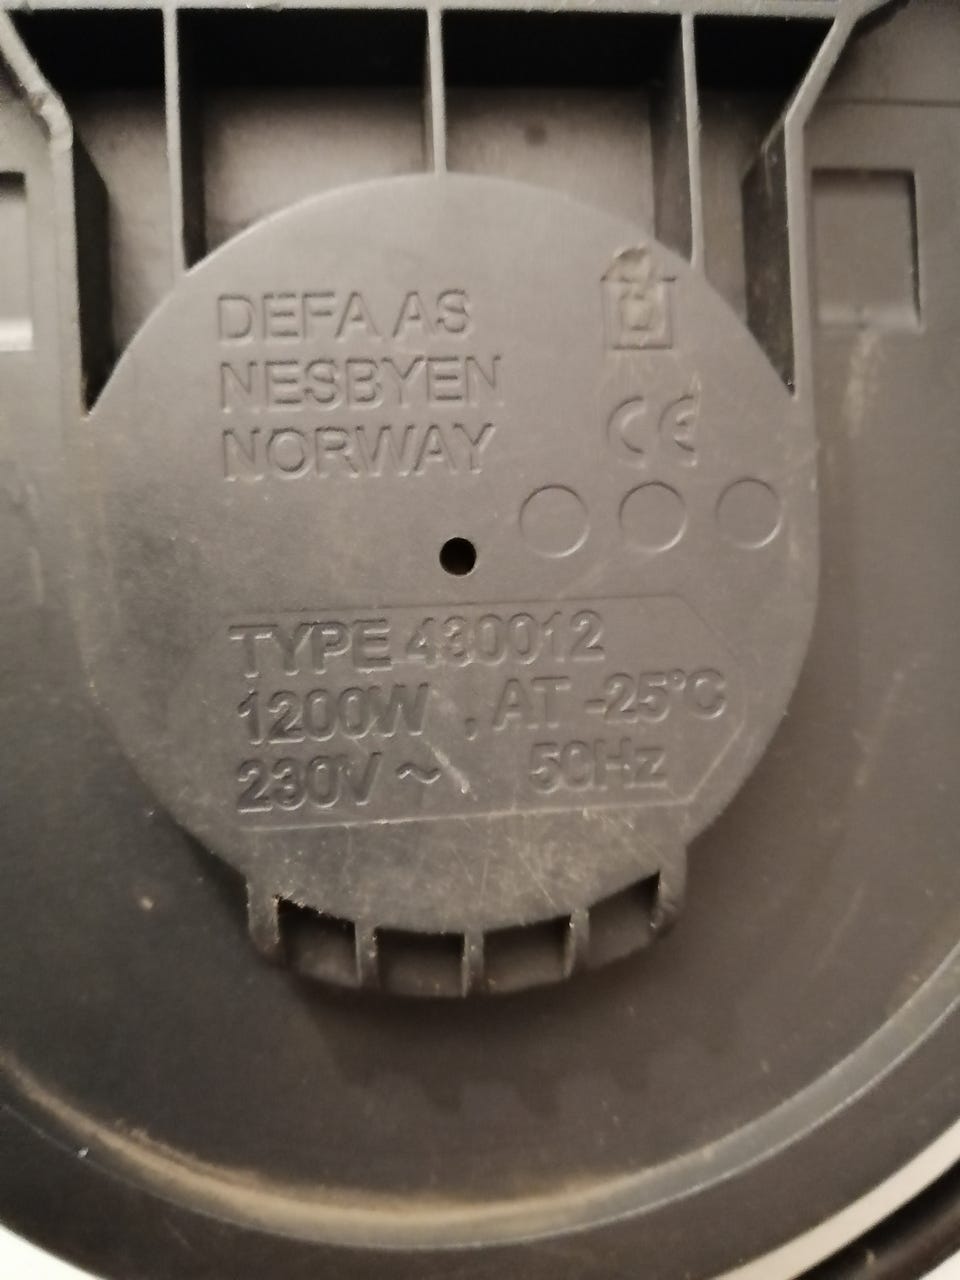 DEFA AS
NESBYEN
NORWAY
CE
TYPE 430012
1200W , AT -25°C
230V ~ 50Hz